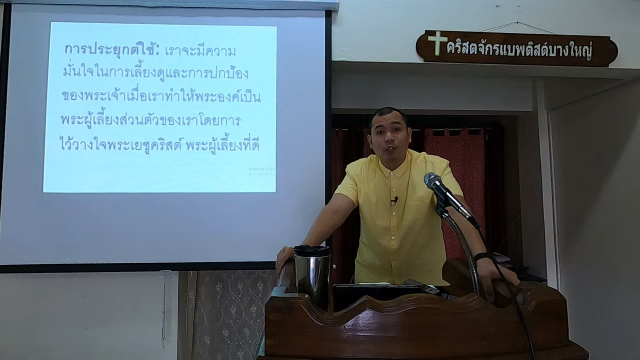 การประยุกต์ใช้: เราจะมีความ
มั่นใจในการเลี้ยงดูและการปกป้อง
ของพระเจ้าเมื่อเราทำให้พระองค์เป็น
พระผู้เลี้ยงส่วนตัวของเราโดยการ
ไว้วางใจพระเยซูคริสต์ พระผู้เลี้ยงที่ดี
คริสตจักรแบพติสต์บางใหญ่